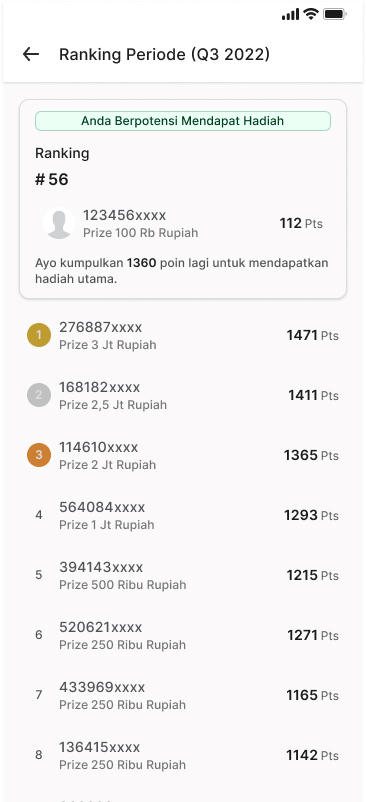 Ranking Periode (Q3 2022)
Anda Berpotensi Mendapat Hadiah
Ranking
# 56
123456xxxx
Prize 100 Rb Rupiah
112 Pts
Ayo kumpulkan 1360 poin lagi untuk mendapatkan
hadiah utama.
1
276887xxxx
Prize 3 Jt Rupiah
1471 Pts
2
168182xxxx
Prize 2,5 Jt Rupiah
1411 Pts
3
114610xxxx
Prize 2 Jt Rupiah
1365 Pts
4
564084xxxx
Prize 1 Jt Rupiah
1293 Pts
5
394143xxxx
Prize 500 Ribu Rupiah
1215 Pts
6
520621xxxx
Prize 250 Ribu Rupiah
1271 Pts
7
433969xxxx
Prize 250 Ribu Rupiah
1165 Pts
8
136415xxxx
Prize 250 Ribu Rupiah
1142 Pts